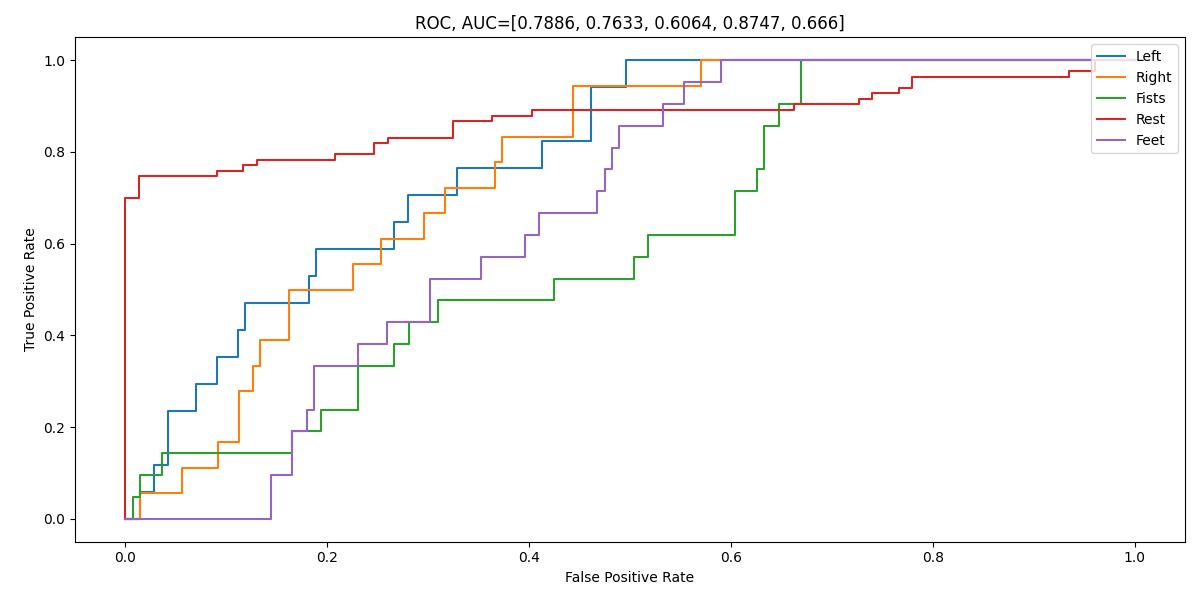 ROC, AUC=[0.7886, 0.7633, 0.6064, 0.8747, 0.666]
1.0
0.8
0.6
0.4
0.2
0.0
True Positive Rate
Left
Right
Fists
Rest
Feet
0.0 0.2 0.4 0.6 0.8 1.0
False Positive Rate